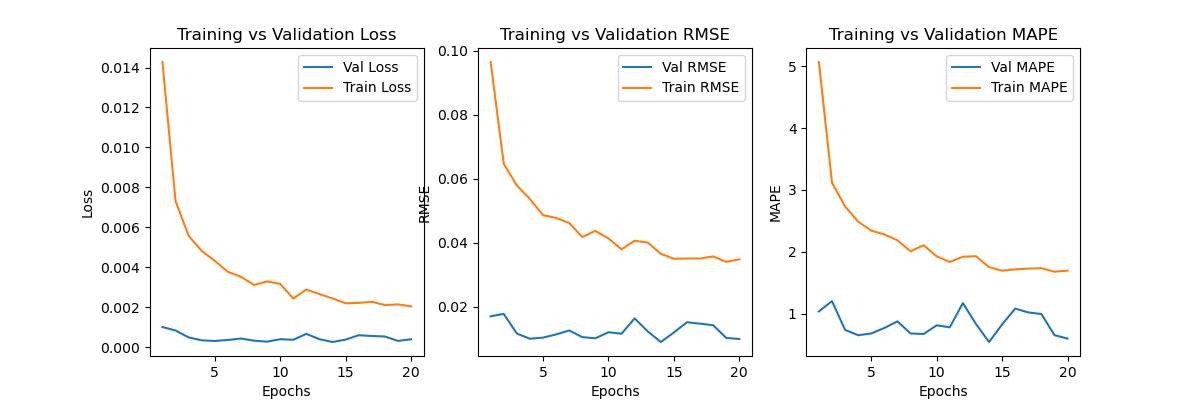 Training vs Validation Loss
Val Loss
Train Loss
0.014
0.012
0.010
0.008
0.006
0.004
0.002
0.000
Loss
5
10
15
20
Epochs
Training vs Validation RMSE
Val RMSE
Train RMSE
0.10
0.08
0.06
0.04
0.02
RMSE
5
10
15
20
Epochs
Training vs Validation MAPE
Val MAPE
Train MAPE
5
4
3
2
1
MAPE
5
10
15
20
Epochs